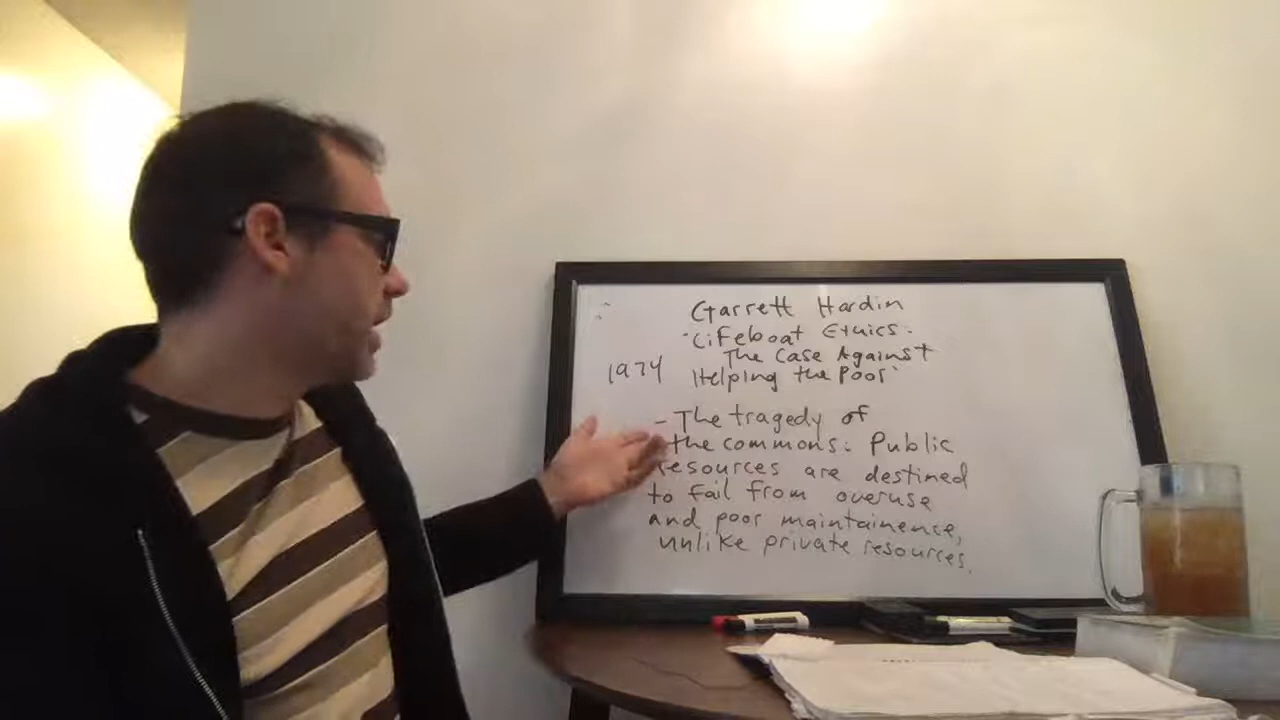 Garrett Hardin
"Lifeboat Ethics:
The Case Against
Helping the Poor"
1974
- The tragedy of
the commons: Public
resources are destined
to fail from overuse
and poor maintainence,
unlike private resources.